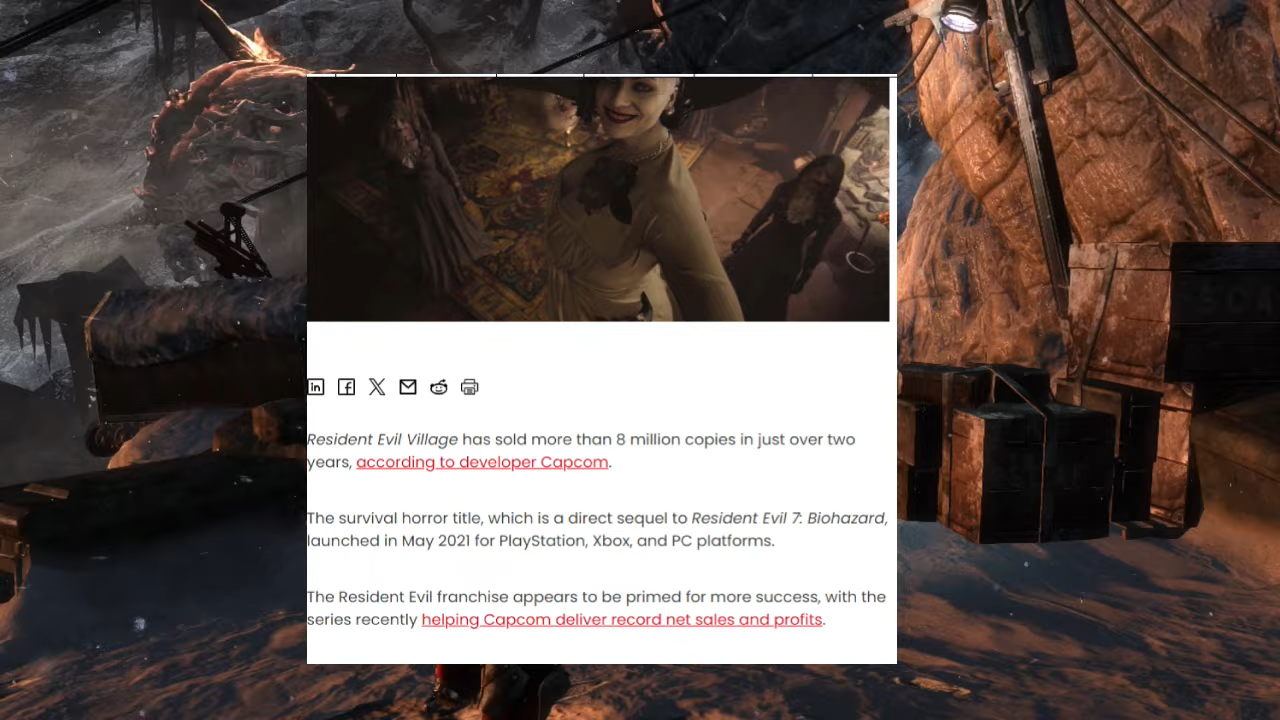 Resident Evil Village has sold more than 8 million copies in just over two
years, according to developer Capcom.
The survival horror title, which is a direct sequel to Resident Evil 7: Biohazard,
launched in May 2021 for PlayStation, Xbox, and PC platforms.
The Resident Evil franchise appears to be primed for more success, with the
series recently helping Capcom deliver record net sales and profits.